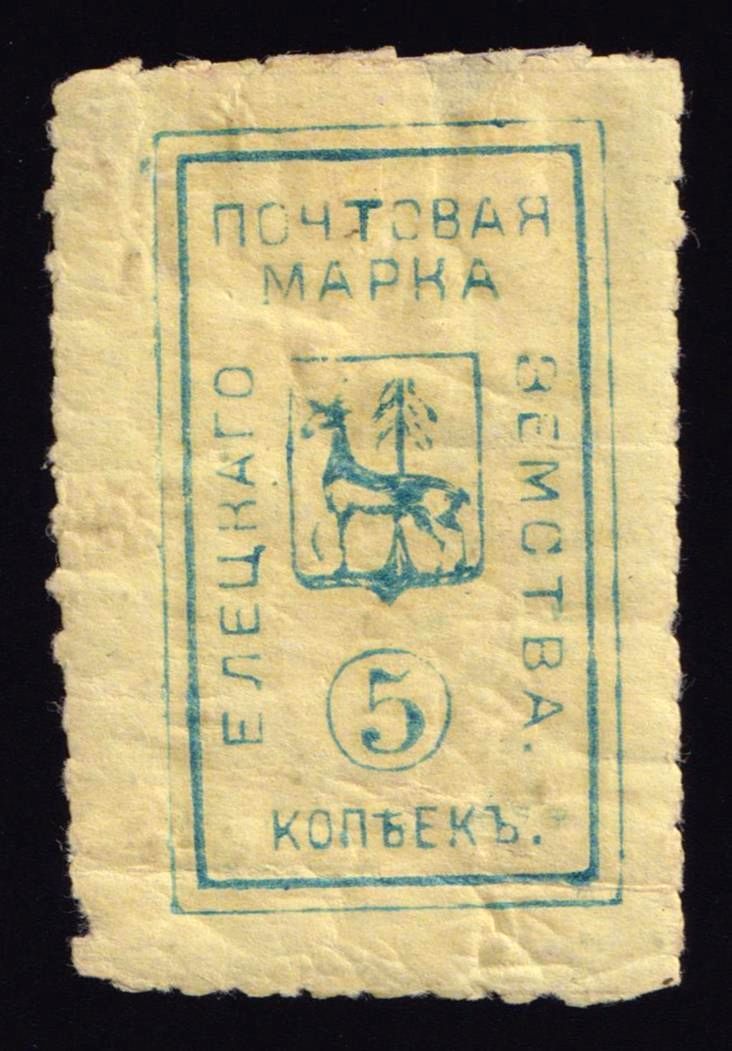 ПОЧТОВАЯ
МАРКА
ЕЛЕЦКАГО
ЗЕМСТВА.
5
КОПѢЕКЪ.